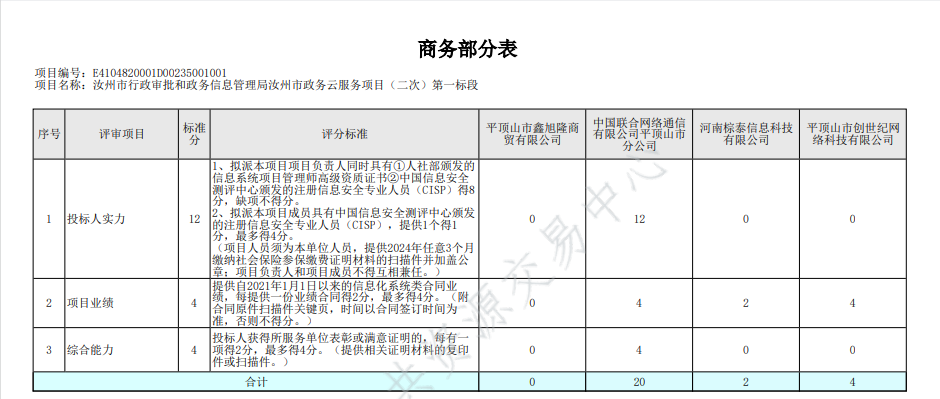 商务部分表
项目编号：E4104820001D00235001001
项目名称：汝州市行政审批和政务信息管理局汝州市政务云服务项目（二次）第一标段
序号
评审项目
标准
分
评分标准
平顶山市鑫旭隆商
贸有限公司
中国联合网络通信
有限公司平顶山市
分公司
河南棕泰信息科技
有限公司
平顶山市创世纪网
络科技有限公司
1
投标人实力
12
1、拟派本项目项目负责人同时具有①人社部颁发的
信息系统项目管理师高级资质证书②中国信息安全
测评中心颁发的注册信息安全专业人员（CISP）得8
分，缺项不得分。
2、拟派本项目成员具有中国信息安全测评中心颁发
的注册信息安全专业人员（CISP），提供1个得1
分，最多得4分。
（项目人员须为本单位人员，提供2024年任意3个月
缴纳社会保险参保缴费证明材料的扫描件并加盖公
章；项目负责人和项目成员不得互相兼任。）
0
12
0
0
2
项目业绩
4
提供自2021年1月1日以来的信息化系统类合同业
绩，每提供一份业绩合同得2分，最多得4分。（附
合同原件扫描件关键页，时间以合同签订时间为
准，否则不得分。）
0
4
2
4
3
综合能力
4
投标人获得所服务单位表彰或满意证明的，每有一
项得2分，最多得4分。（提供相关证明材料的复印
件或扫描件。）
0
4
0
0
合计
0
20
2
4
共资源交易中心